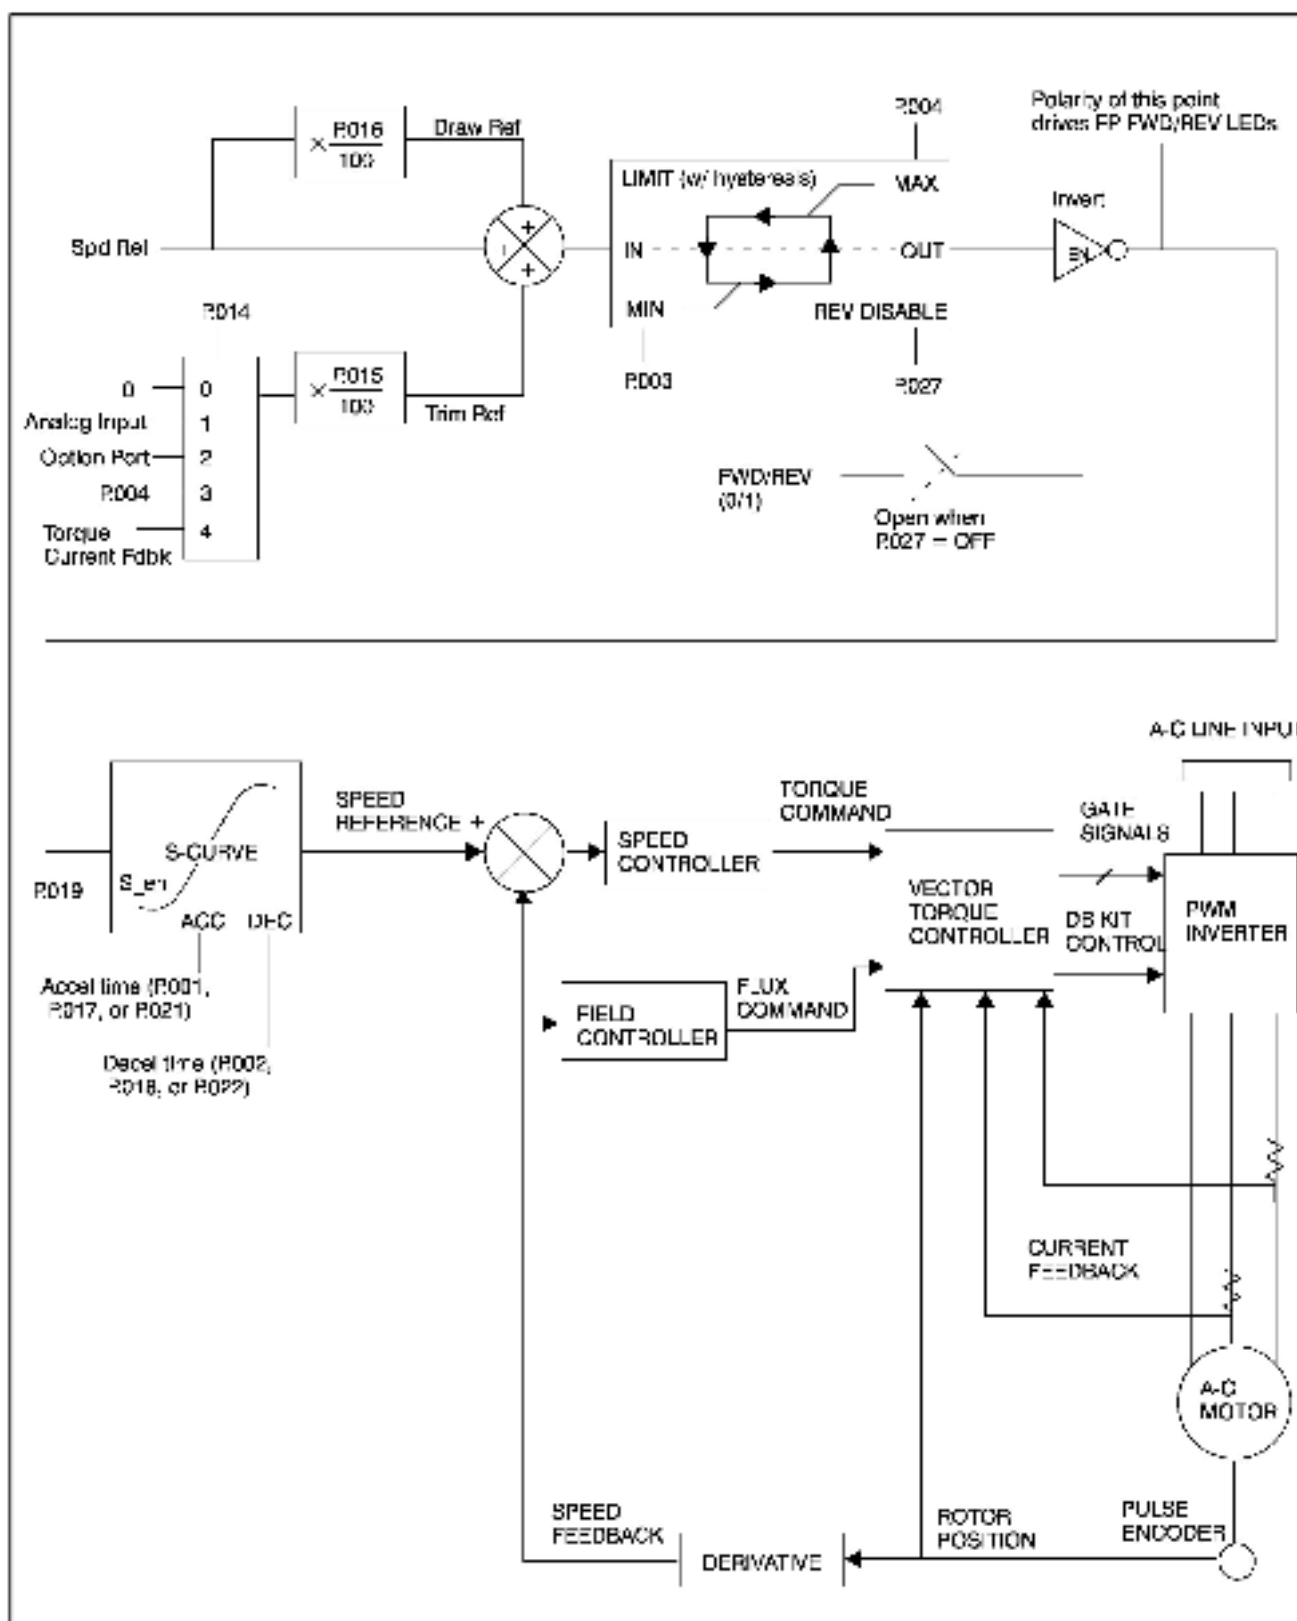 P.004
Polarity of this point
drives FP FWD/REV LEDs
× P.016
100
Draw Ref
LIMIT (w/ hysteresis)
MAX
Invert
Spd Ref
+
+
+
IN
OUT
EN
MIN
REV DISABLE
P.014
P.003
P.027
× P.015
100
Trim Ref
0
0
Analog Input
1
Option Port
2
P.004
3
Torque
Current Fdbk
4
FWD/REV
(0/1)
Open when
P.027 = OFF
A-C LINE INPUT
SPEED
REFERENCE +
TORQUE
COMMAND
GATE
SIGNALS
S-CURVE
S_en
ACC
DEC
P.019
SPEED
CONTROLLER
VECTOR
TORQUE
CONTROLLER
DB KIT
CONTROL
PWM
INVERTER
Accel time (P.001,
P.017, or P.021)
Decel time (P.002,
P.018, or P.022)
FIELD
CONTROLLER
FLUX
COMMAND
CURRENT
FEEDBACK
A-C
MOTOR
SPEED
FEEDBACK
DERIVATIVE
ROTOR
POSITION
PULSE
ENCODER